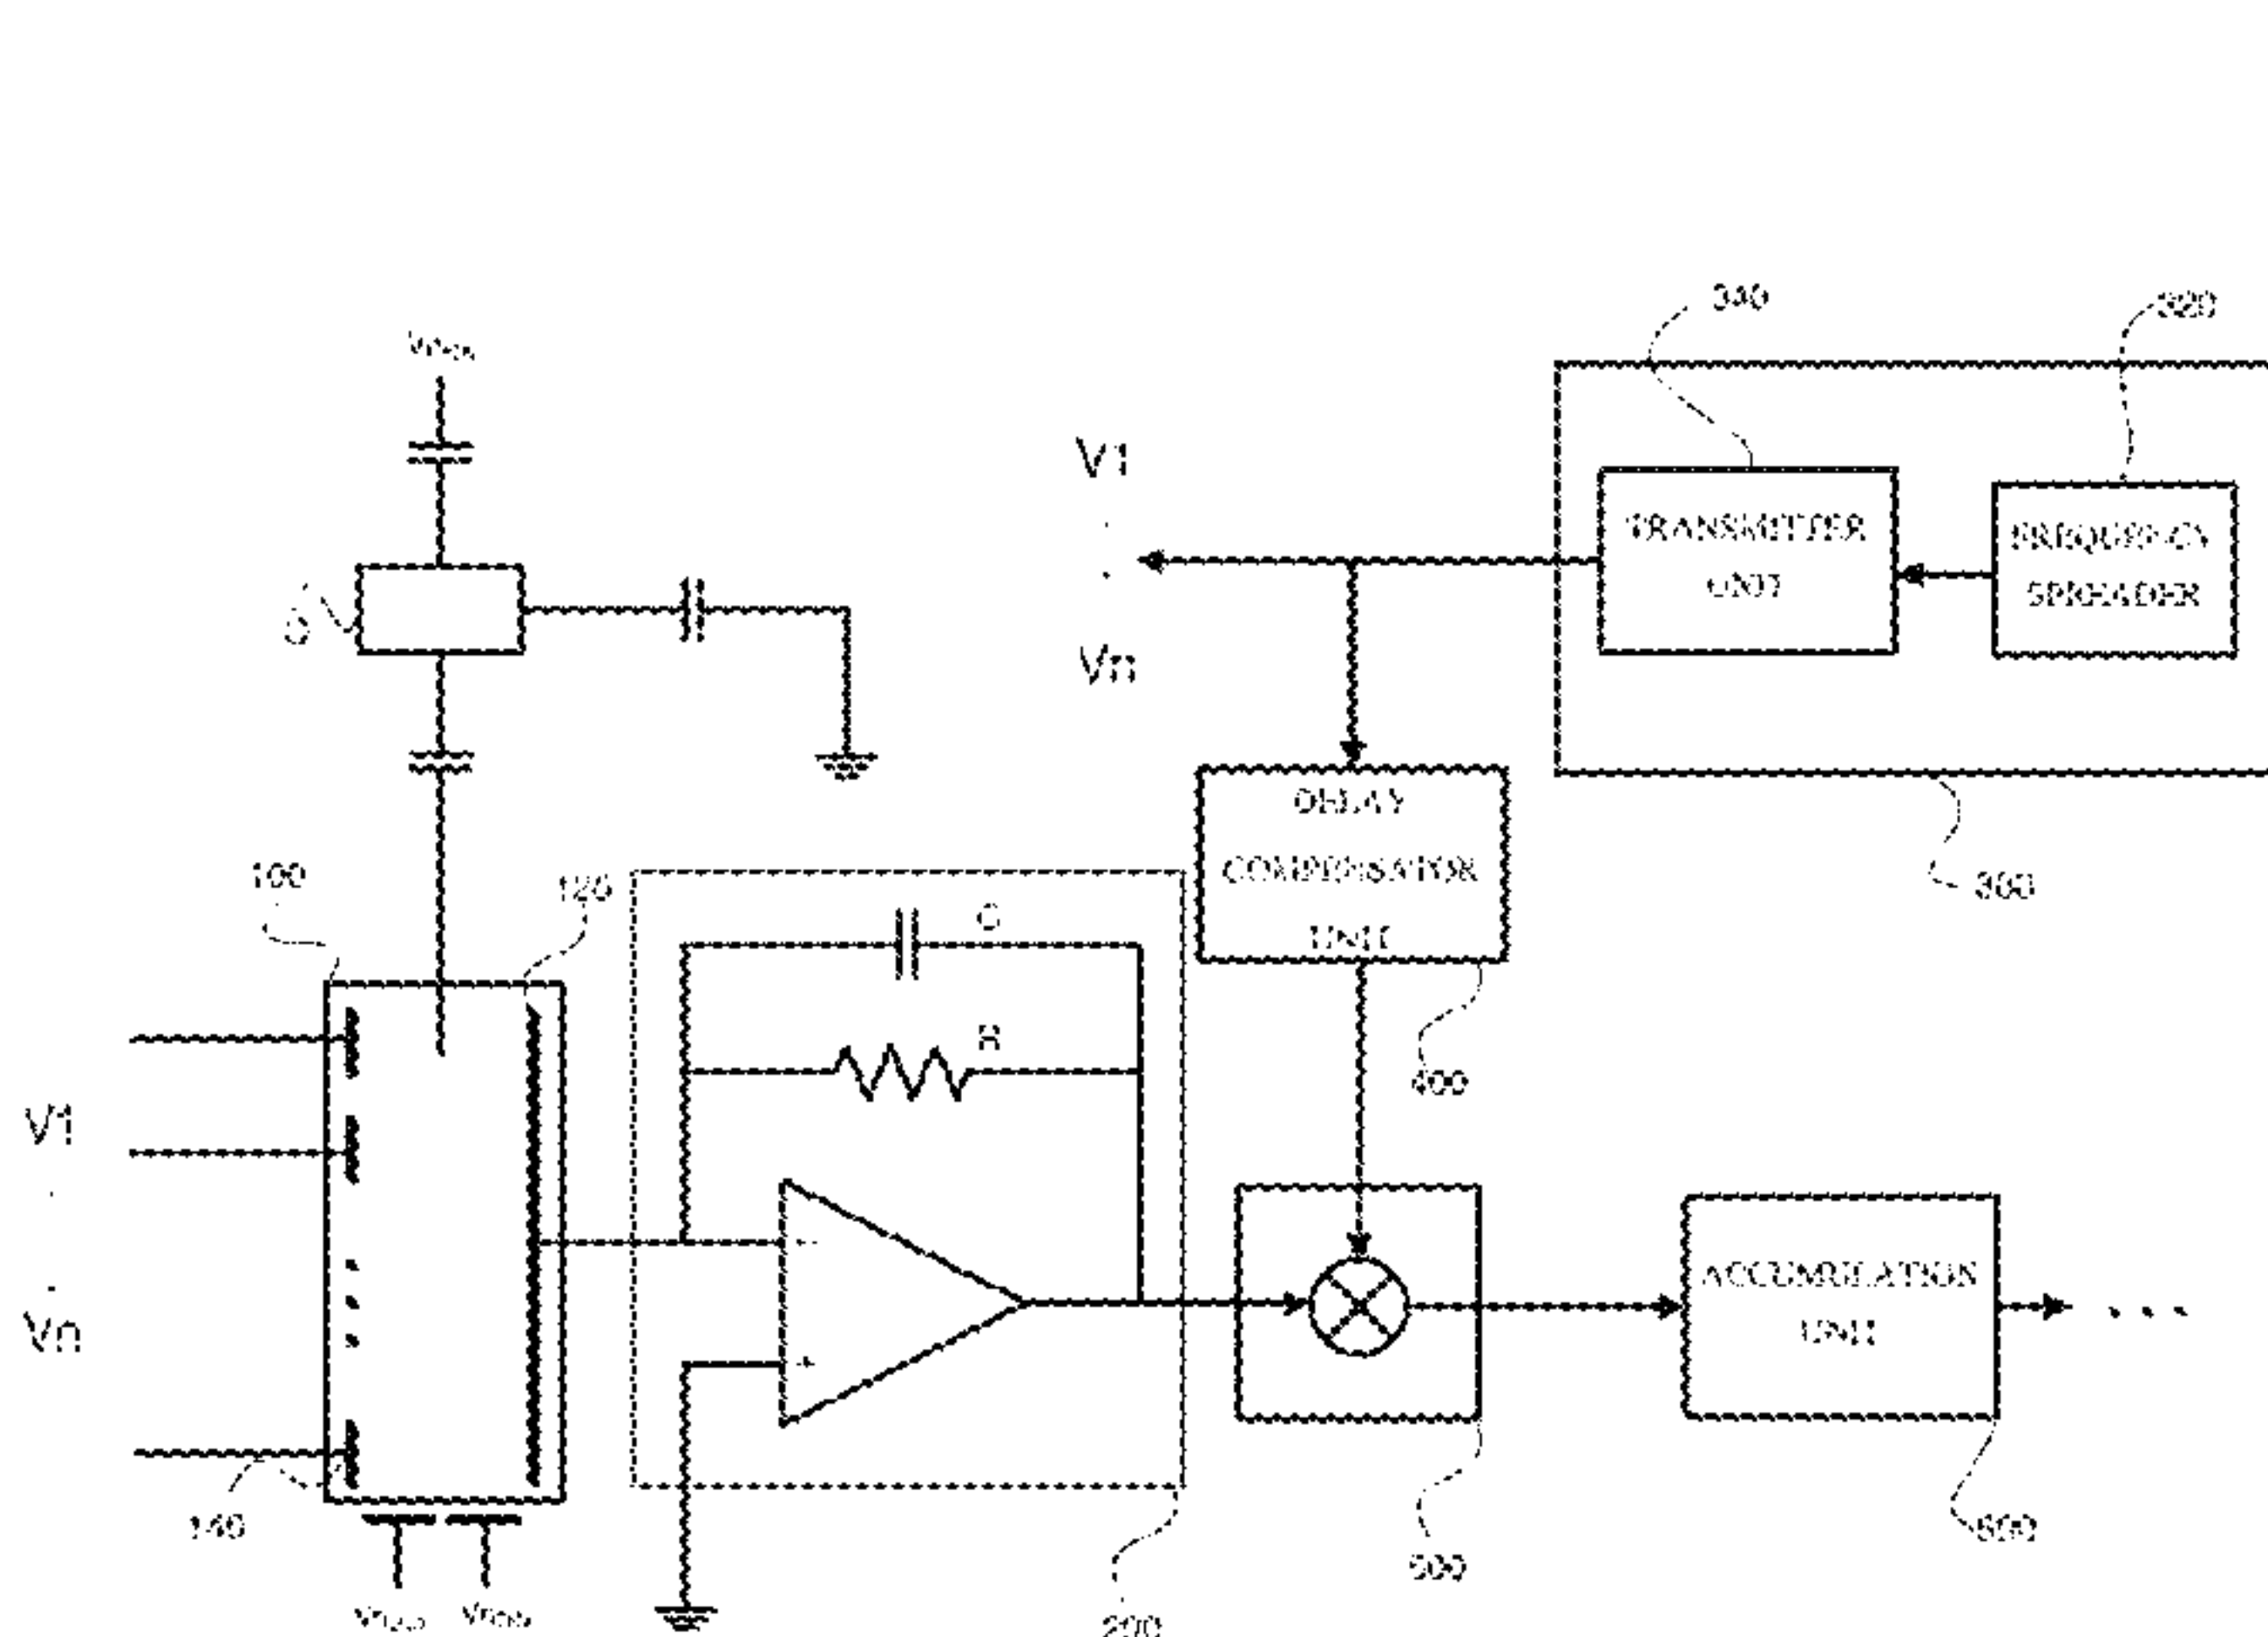 340
320
V1
TRANSMITTER
UNIT
FREQUENCY
SPREADER
Vn
DELAY
COMPENSATOR
UNIT
300
100
120
C
R
400
V1
Vn
-
+
ACCUMULATION
UNIT
140
500
200